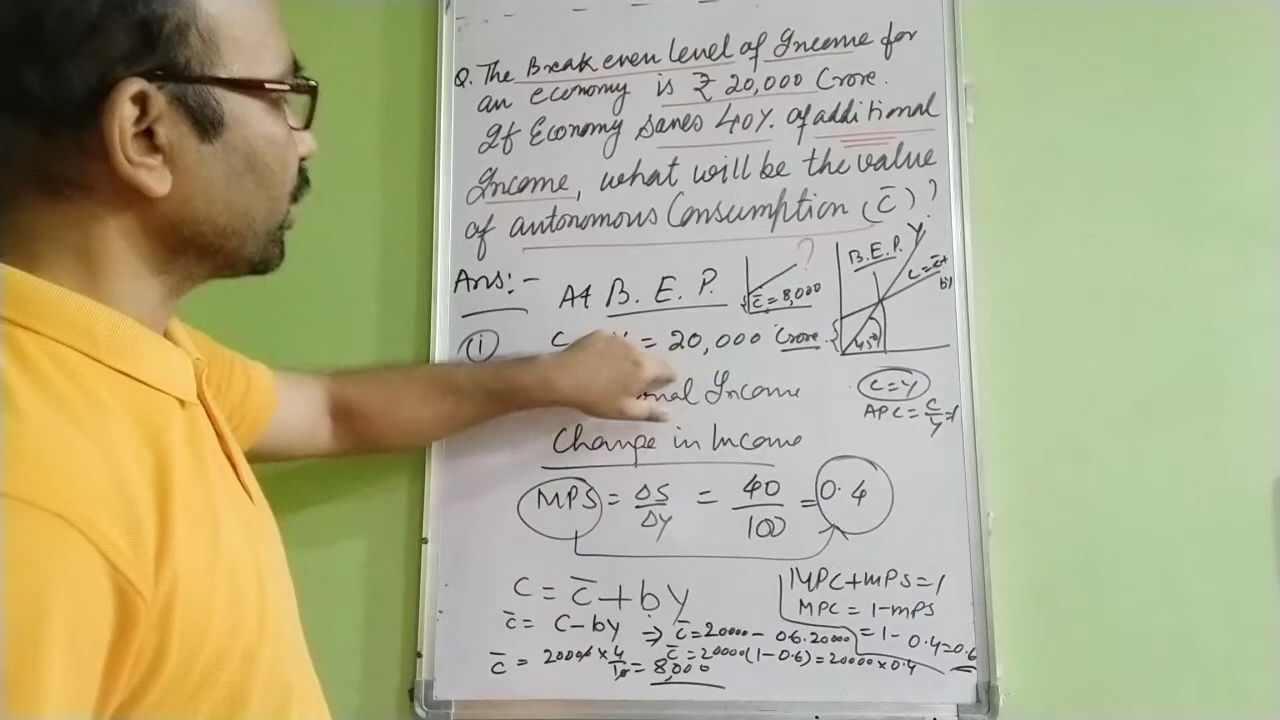 Q. The Break even level of Income for
an economy is ₹ 20,000 Crore.
If Economy saves 40%. of additional
Income, what will be the value
of autonomous Consumption (C̄)?
Ans:-
At B. E. P.
?
C̄ = 8,000
B.E.P.
Y
C = C̄ +
by
45°
(i)
C = 20,000 Crore.
nal Income
C = Y
APC = C/Y = 1
Change in Income
MPS = ΔS/ΔY = 40/100 = 0.4
C = C̄ + bY
MPC + MPS = 1
MPC = 1 - MPS
= 1 - 0.4 = 0.6
C̄ = C - bY ⇒ C̄ = 20000 - 06.20000
C̄ = 20000 (1 - 0.6) = 20000 × 0.4
C̄ = 20000 × 4/10 = 8,000